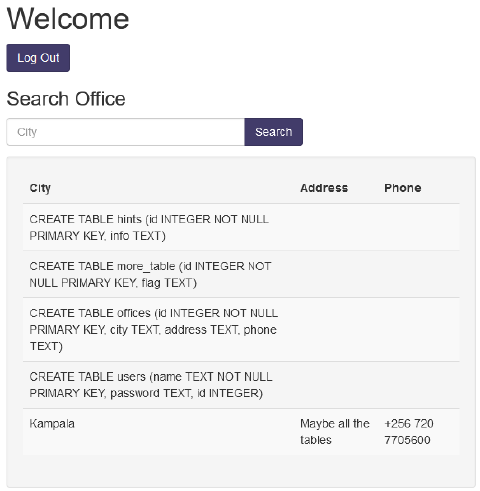 Welcome
Log Out
Search Office
City
Search
City Address Phone
CREATE TABLE hints (id INTEGER NOT NULL
PRIMARY KEY, info TEXT)
CREATE TABLE more_table (id INTEGER NOT
NULL PRIMARY KEY, flag TEXT)
CREATE TABLE offices (id INTEGER NOT NULL
PRIMARY KEY, city TEXT, address TEXT, phone
TEXT)
CREATE TABLE users (name TEXT NOT NULL
PRIMARY KEY, password TEXT, id INTEGER)
Kampala Maybe all the +256 720
tables 7705600